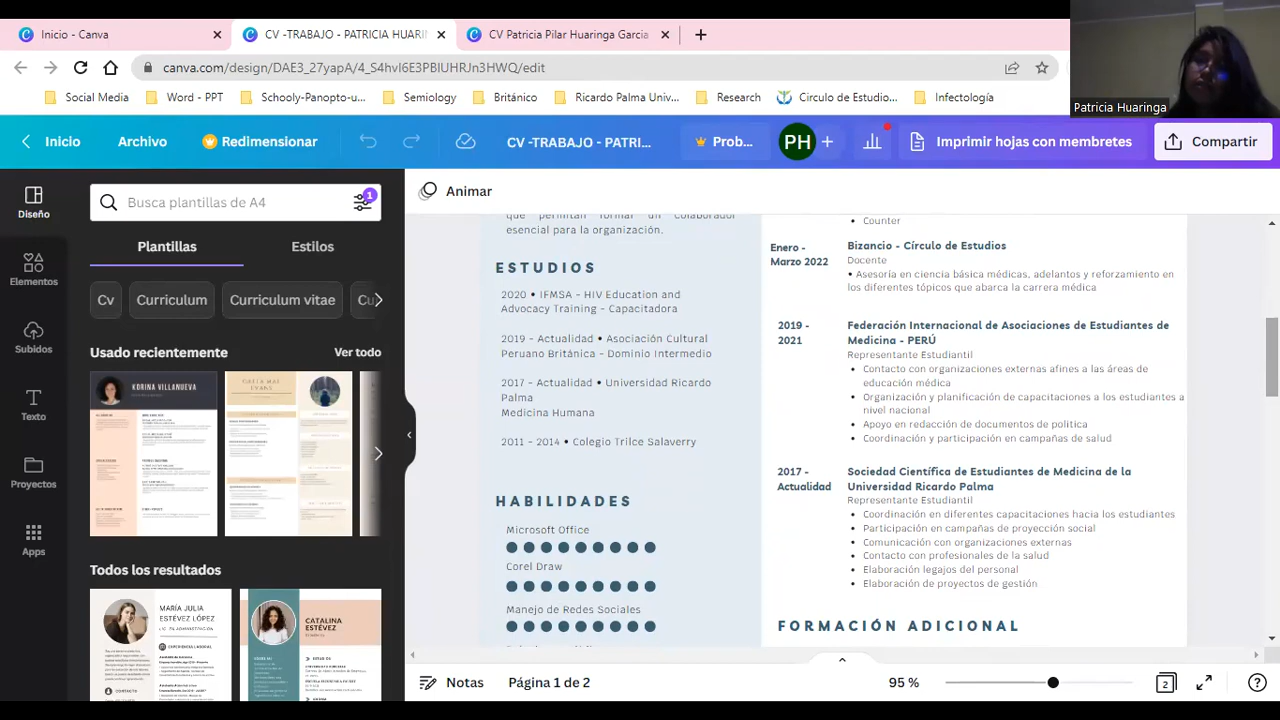 Inicio - Canva
CV -TRABAJO - PATRICIA HUARIN
CV Patricia Pilar Huaringa Garcia
canva.com/design/DAE3_27yapA/4_S4hvI6E3PBIUHRJn3HWQ/edit
Patricia Huaringa
Social Media
Word - PPT
Schooly-Panopto-u...
Semiology
Británico
Ricardo Palma Univ...
Research
Circulo de Estudio...
Infectología
Inicio
Archivo
Redimensionar
CV -TRABAJO - PATRI...
Prob...
PH
Imprimir hojas con membretes
Compartir
Diseño
Elementos
Subidos
Texto
Proyectos
Apps
Busca plantillas de A4
1
Plantillas
Estilos
Cv
Curriculum
Curriculum vitae
Cu
Usado recientemente
Ver todo
KORINA VILLANUEVA
Todos los resultados
MARÍA JULIA
ESTÉVEZ LÓPEZ
CATALINA
ESTÉVEZ
Animar
que permitan formar un colaborador
esencial para la organización.
ESTUDIOS
2020 • IFMSA - HIV Education and
Advocacy Training - Capacitadora
2019 - Actualidad • Asociación Cultural
Peruano Británica - Dominio Intermedio
2017 - Actualidad • Universidad Ricardo
Palma
Medicina Humana
2011- 2014 • Colegio Trilce Salaverry
HABILIDADES
Microsoft Office
Corel Draw
Manejo de Redes Sociales
• Counter
Enero -
Marzo 2022
Bizancio - Círculo de Estudios
Docente
• Asesoría en ciencia básica médicas, adelantos y reforzamiento en
los diferentes tópicos que abarca la carrera médica
2019 -
2021
Federación Internacional de Asociaciones de Estudiantes de
Medicina - PERÚ
Representante Estudiantil
• Contacto con organizaciones externas afines a las áreas de
educación médica
• Organización y planificación de capacitaciones a los estudiantes a
nivel nacional
• Apoyo en redacción documentos de política
• Coordinación y participación en campañas de salud
2017 -
Actualidad
Sociedad Científica de Estudiantes de Medicina de la
Universidad Ricardo Palma
Representante Estudiantil
• Coordinación en diferentes capacitaciones hacia los estudiantes
• Participación en campañas de proyección social
• Comunicación con organizaciones externas
• Contacto con profesionales de la salud
• Elaboración legajos del personal
• Elaboración de proyectos de gestión
FORMACIÓN ADICIONAL
Notas
Página 1 de 2
95 %
2